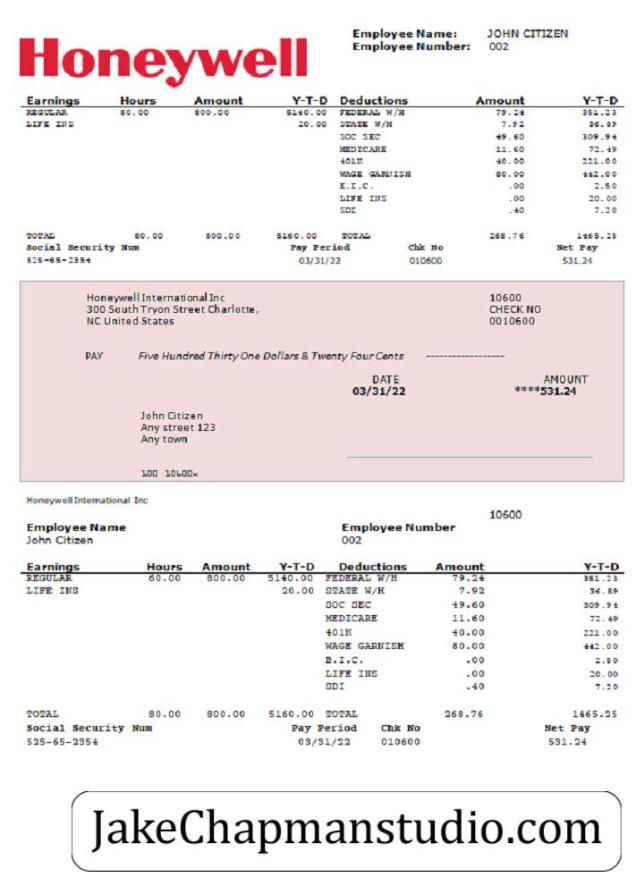 Honeywell
Employee Name: JOHN CITIZEN
Employee Number: 002
Earnings Hours Amount Y-T-D Deductions Amount Y-T-D
REGULAR 80.00 800.00 5140.00 FEDERAL W/H 79.24 351.23
LIFE INS 20.00 STATE W/H 7.92 36.89
SOC SEC 49.60 309.94
MEDICARE 11.60 72.49
401K 40.00 221.00
WAGE GARNISH 80.00 442.00
E.I.C. .00 2.50
LIFE INS .00 20.00
SDI .40 7.20
TOTAL 80.00 800.00 5160.00 TOTAL 268.76 1465.25
Social Security Num Pay Period Chk No Net Pay
525-65-2354 03/31/22 010600 531.24
Honeywell International Inc 10600
300 South Tryon Street Charlotte, CHECK NO
NC United States 0010600
PAY Five Hundred Thirty One Dollars & Twenty Four Cents ------------------
DATE AMOUNT
03/31/22 ****531.24
John Citizen
Any street 123
Any town
100 10600
Honeywell International Inc
10600
Employee Name Employee Number
John Citizen 002
Earnings Hours Amount Y-T-D Deductions Amount Y-T-D
REGULAR 60.00 800.00 5140.00 FEDERAL W/H 79.24 381.23
LIFE INS 20.00 STATE W/H 7.92 36.89
SOC SEC 49.60 309.94
MEDICARE 11.60 72.49
401K 40.00 221.00
WAGE GARNISH 80.00 442.00
B.I.C. .00 2.50
LIFE INS .00 20.00
SDI .40 7.20
TOTAL 80.00 800.00 5160.00 TOTAL 268.76 1465.25
Social Security Num Pay Period Chk No Net Pay
525-65-2354 03/31/22 010600 531.24
JakeChapmanstudio.com